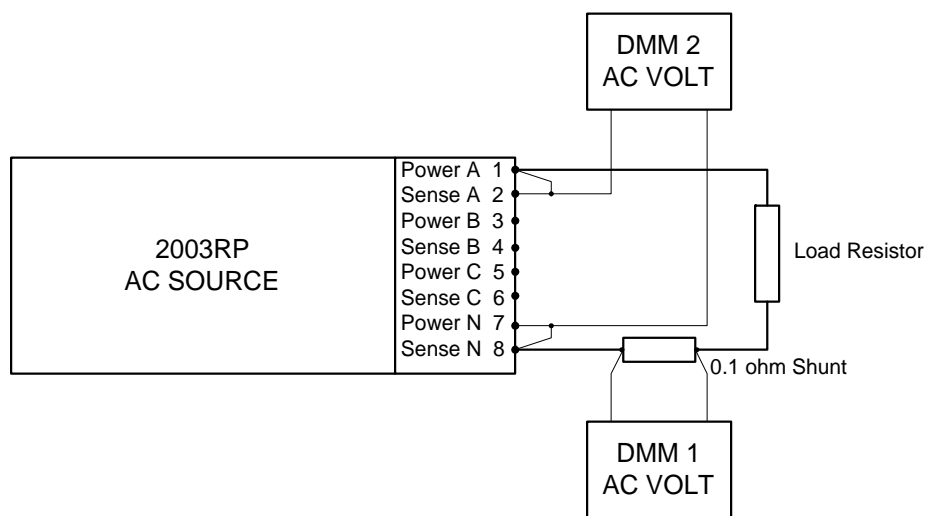 DMM 2
AC VOLT
2003RP
AC SOURCE
Power A 1
Sense A 2
Power B 3
Sense B 4
Power C 5
Sense C 6
Power N 7
Sense N 8
Load Resistor
0.1 ohm Shunt
DMM 1
AC VOLT